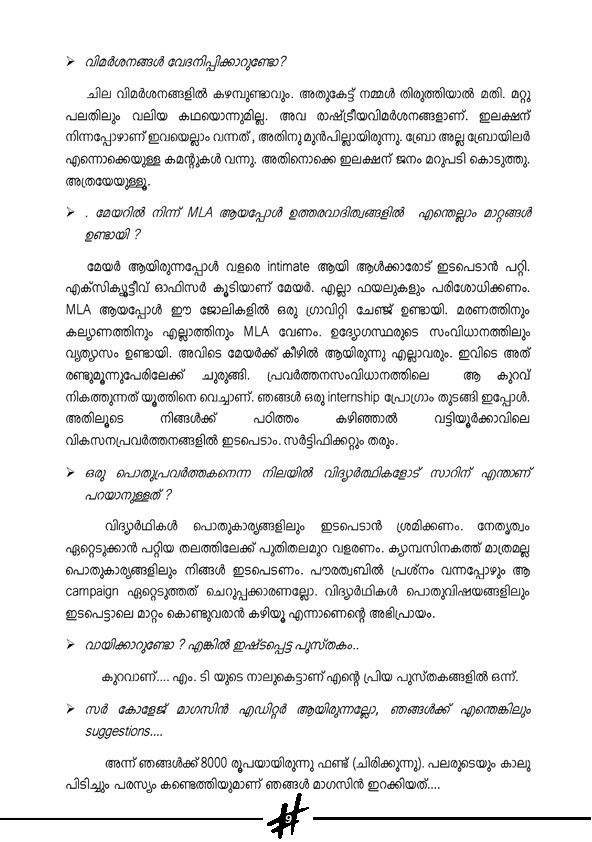 ➢ വിമർശനങ്ങൾ വേദനിപ്പിക്കാറുണ്ടോ?
ചില വിമർശനങ്ങളിൽ കഴമ്പുണ്ടാവും. അതുകേട്ട് നമ്മൾ തിരുത്തിയാൽ മതി. മറ്റു
പലതിലും വലിയ കഥയൊന്നുമില്ല. അവ രാഷ്ട്രീയവിമർശനങ്ങളാണ്. ഇലക്ഷന്
നിന്നപ്പോഴാണ് ഇവയെല്ലാം വന്നത് , അതിനു മുൻപില്ലായിരുന്നു. ബ്രോ അല്ല ബ്രോയിലർ
എന്നൊക്കെയുള്ള കമന്റുകൾ വന്നു. അതിനൊക്കെ ഇലക്ഷന് ജനം മറുപടി കൊടുത്തു.
അത്രയേയുള്ളൂ.
➢ . മേയറിൽ നിന്ന് MLA ആയപ്പോൾ ഉത്തരവാദിത്വങ്ങളിൽ എന്തെല്ലാം മാറ്റങ്ങൾ
ഉണ്ടായി ?
മേയർ ആയിരുന്നപ്പോൾ വളരെ intimate ആയി ആൾക്കാരോട് ഇടപെടാൻ പറ്റി.
എക്സിക്യൂട്ടീവ് ഓഫിസർ കൂടിയാണ് മേയർ. എല്ലാ ഫയലുകളും പരിശോധിക്കണം.
MLA ആയപ്പോൾ ഈ ജോലികളിൽ ഒരു ഗ്രാവിറ്റി ചേഞ്ച് ഉണ്ടായി. മരണത്തിനും
കല്യാണത്തിനും എല്ലാത്തിനും MLA വേണം. ഉദ്യോഗസ്ഥരുടെ സംവിധാനത്തിലും
വ്യത്യാസം ഉണ്ടായി. അവിടെ മേയർക്ക് കീഴിൽ ആയിരുന്നു എല്ലാവരും. ഇവിടെ അത്
രണ്ടുമൂന്നുപേരിലേക്ക് ചുരുങ്ങി. പ്രവർത്തനസംവിധാനത്തിലെ ആ കുറവ്
നികത്തുന്നത് യൂത്തിനെ വെച്ചാണ്. ഞങ്ങൾ ഒരു internship പ്രോഗ്രാം തുടങ്ങി ഇപ്പോൾ.
അതിലൂടെ നിങ്ങൾക്ക് പഠിത്തം കഴിഞ്ഞാൽ വട്ടിയൂർക്കാവിലെ
വികസനപ്രവർത്തനങ്ങളിൽ ഇടപെടാം. സർട്ടിഫിക്കറ്റും തരും.
➢ ഒരു പൊതുപ്രവർത്തകനെന്ന നിലയിൽ വിദ്യാർത്ഥികളോട് സാറിന് എന്താണ്
പറയാനുള്ളത് ?
വിദ്യാർഥികൾ പൊതുകാര്യങ്ങളിലും ഇടപെടാൻ ശ്രമിക്കണം. നേതൃത്വം
ഏറ്റെടുക്കാൻ പറ്റിയ തലത്തിലേക്ക് പുതിതലമുറ വളരണം. ക്യാമ്പസിനകത്ത് മാത്രമല്ല
പൊതുകാര്യങ്ങളിലും നിങ്ങൾ ഇടപെടണം. പൗരത്വബിൽ പ്രശ്നം വന്നപ്പോഴും ആ
campaign ഏറ്റെടുത്തത് ചെറുപ്പക്കാരണല്ലോ. വിദ്യാർഥികൾ പൊതുവിഷയങ്ങളിലും
ഇടപെട്ടാലെ മാറ്റം കൊണ്ടുവരാൻ കഴിയൂ എന്നാണെന്റെ അഭിപ്രായം.
➢ വായിക്കാറുണ്ടോ ? എങ്കിൽ ഇഷ്ടപ്പെട്ട പുസ്തകം..
കുറവാണ്.... എം. ടി യുടെ നാലുകെട്ടാണ് എന്റെ പ്രിയ പുസ്തകങ്ങളിൽ ഒന്ന്.
➢ സർ കോളേജ് മാഗസിൻ എഡിറ്റർ ആയിരുന്നല്ലോ, ഞങ്ങൾക്ക് എന്തെങ്കിലും
suggestions....
അന്ന് ഞങ്ങൾക്ക് 8000 രൂപയായിരുന്നു ഫണ്ട് (ചിരിക്കുന്നു). പലരുടെയും കാലു
പിടിച്ചും പരസ്യം കണ്ടെത്തിയുമാണ് ഞങ്ങൾ മാഗസിൻ ഇറക്കിയത്....
9